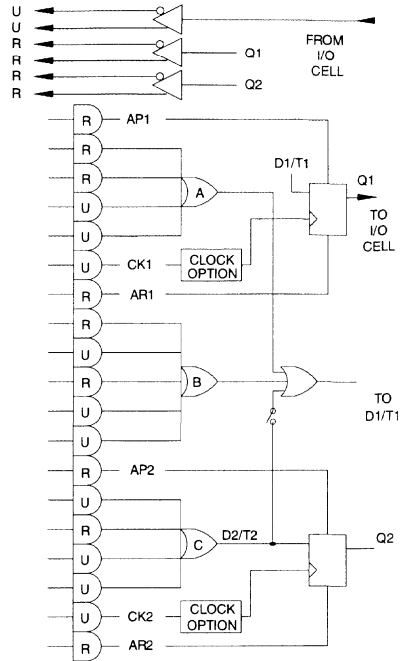 U
U
R
R
R
R
FROM
I/O
CELL
Q1
Q2
R AP1
R
R
U
U
A
D1/T1
Q1
TO
I/O
CELL
U CK1 CLOCK
OPTION
R AR1
R
U
R
U
U
B
TO
D1/T1
R AP2
U
R
U
U
C
D2/T2
Q2
U CK2 CLOCK
OPTION
R AR2